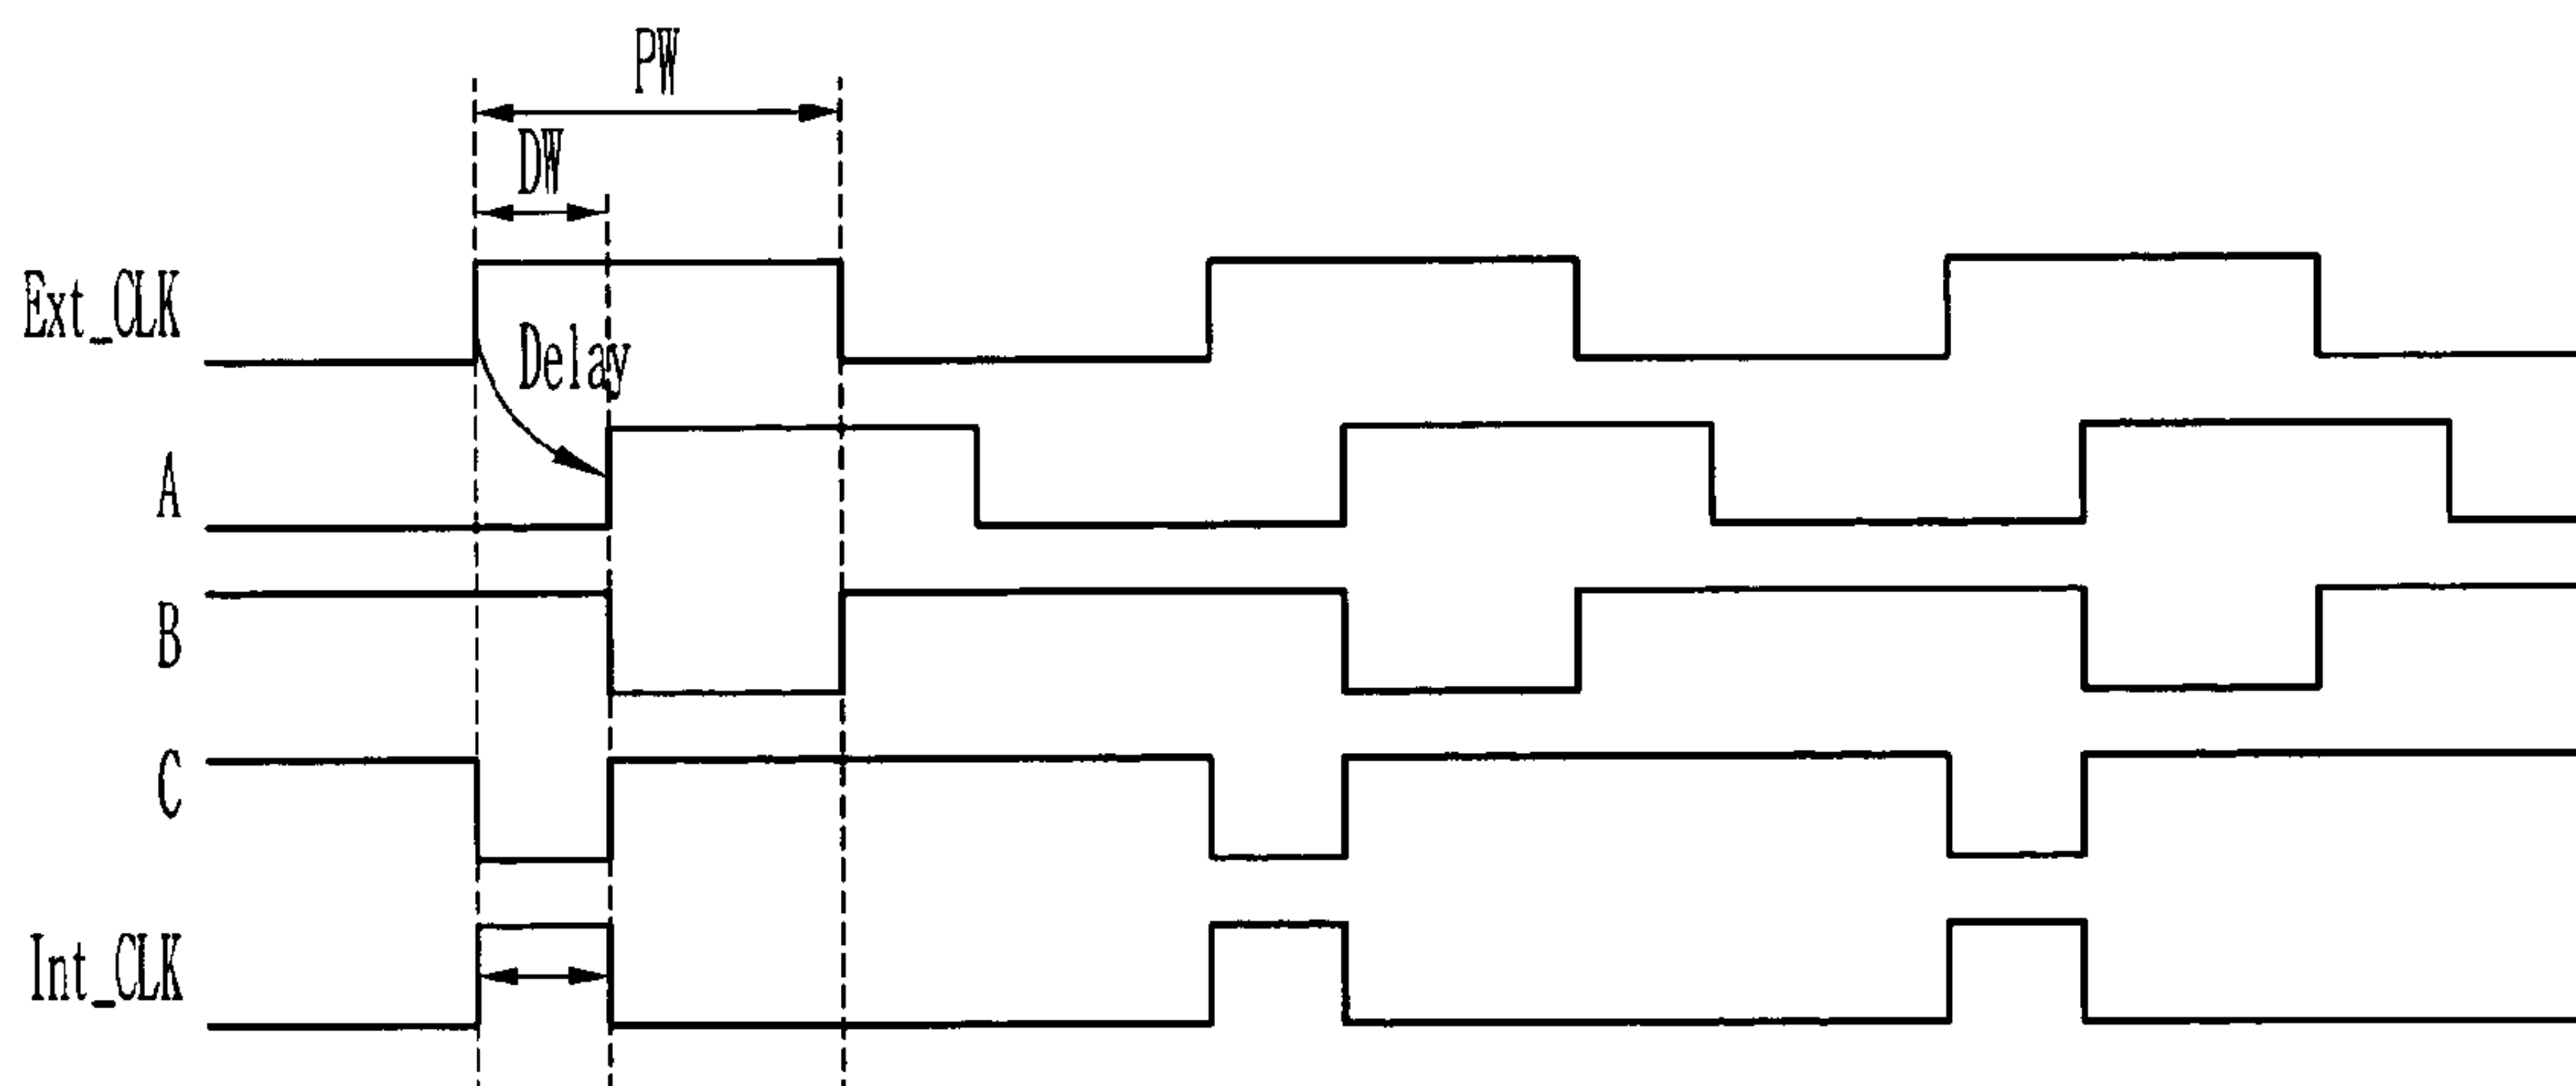 PW
DW
Ext_CLK
Delay
A
B
C
Int_CLK